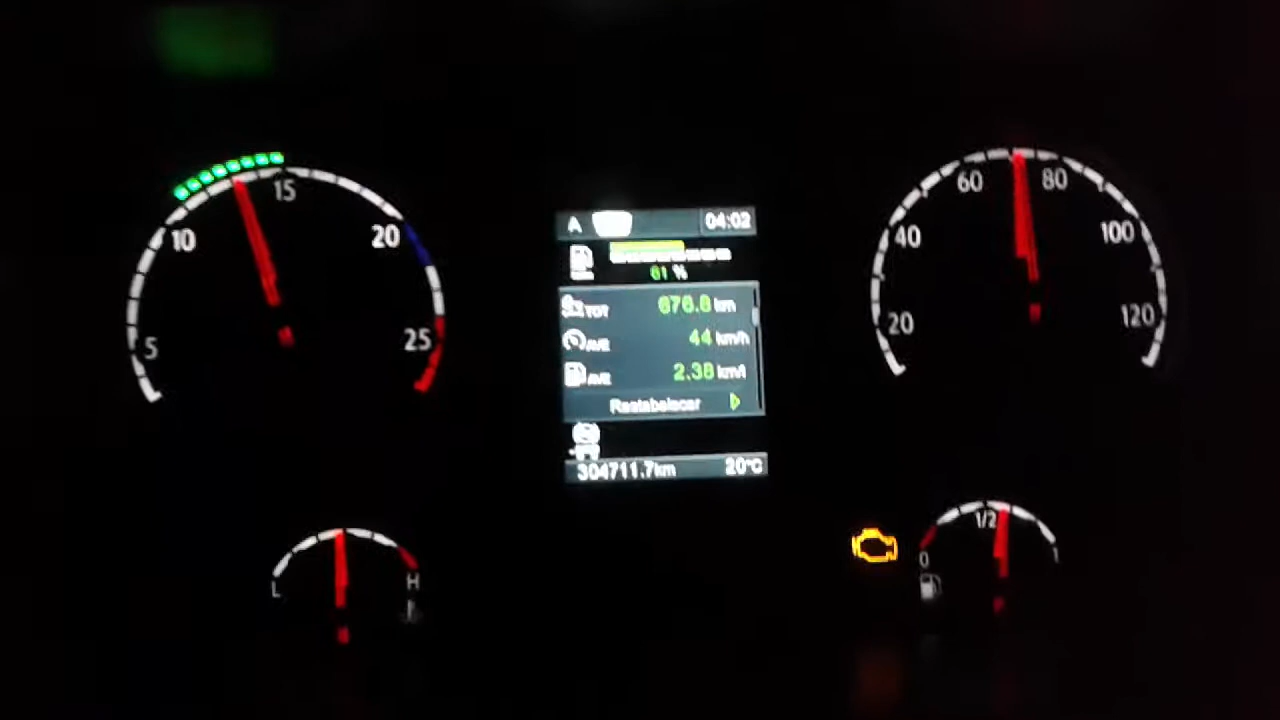 A 04:02
61 %
TOT 676.8 km
AVE 44 km/h
AVE 2.38 km/l
Restabelecer
304711.7km 20°C
5
10
15
20
25
20
40
60
80
100
120
L
H
0
1/2
1